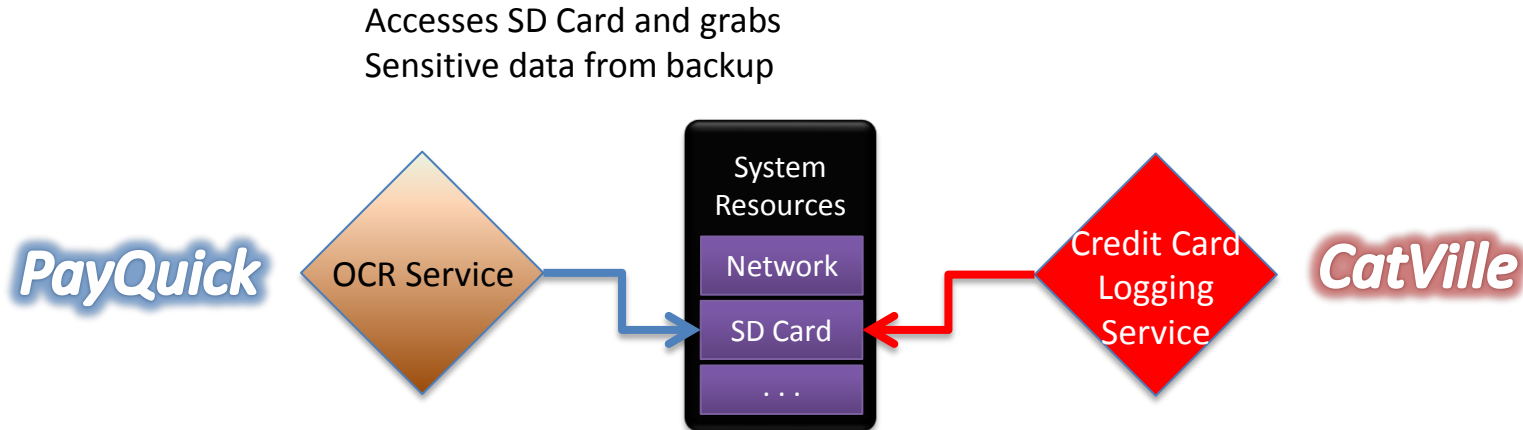 Accesses SD Card and grabs
Sensitive data from backup
PayQuick
OCR Service
System
Resources
Network
SD Card
. . .
Credit Card
Logging
Service
CatVille